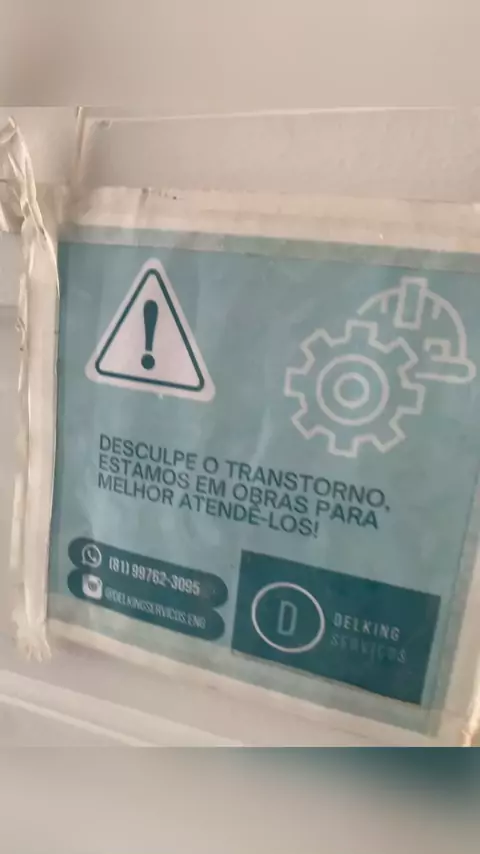 DESCULPE O TRANSTORNO,
ESTAMOS EM OBRAS PARA
MELHOR ATENDÊ-LOS!
(81) 99762-3095
@DELKINGSERVICOS.ENG
D
DELKING
SERVIÇOS